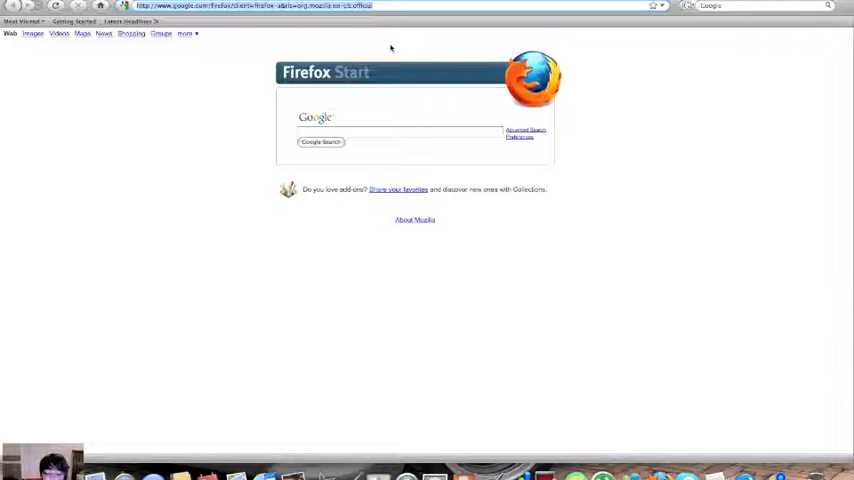 http://www.google.com/firefox?client=firefox-a&rls=org.mozilla:en-US:official
Google
Most Visited
Getting Started
Latest Headlines
Web Images Videos Maps News Shopping Groups more ▾
Firefox Start
Google
Advanced Search
Preferences
Google Search
Do you love add-ons? Share your favorites and discover new ones with Collections.
About Mozilla